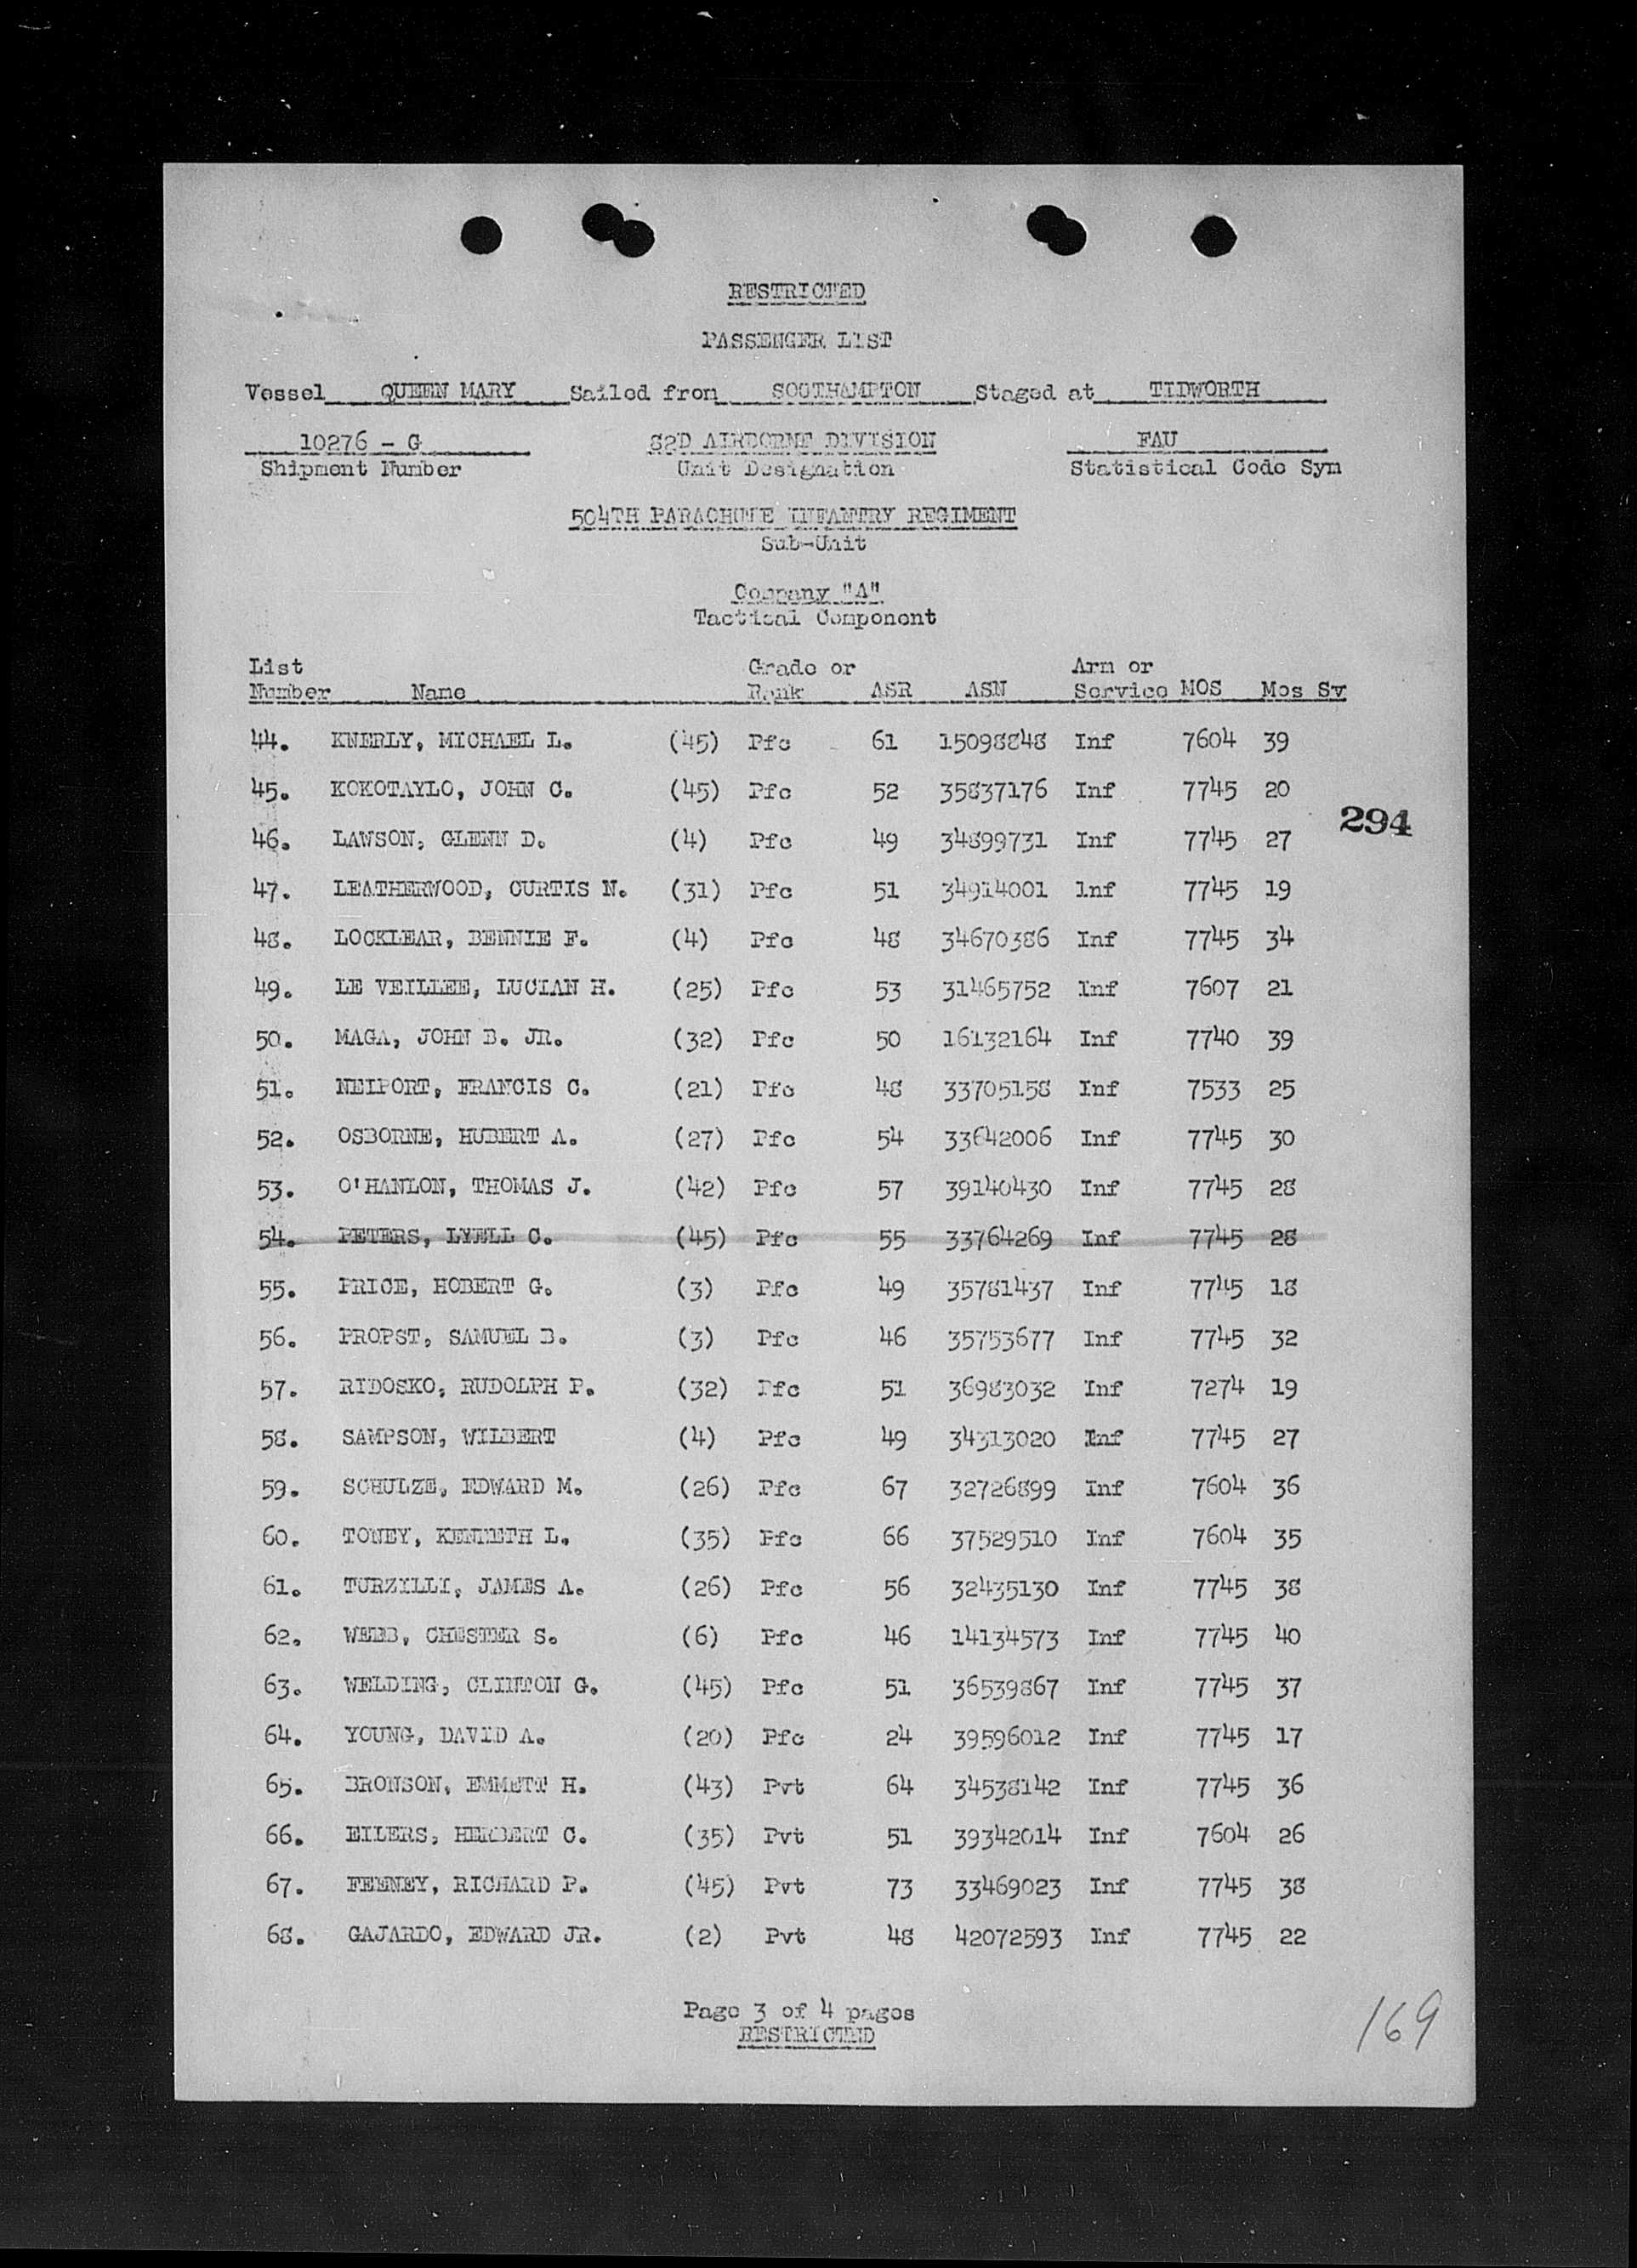 RESTRICTED
PASSENGER LIST
Vessel QUEEN MARY Sailed from SOUTHAMPTON Staged at TIDWORTH
10276 - G 82D AIRBORNE DIVISION FAU
Shipment Number Unit Designation Statistical Code Sym
504TH PARACHUTE INFANTRY REGIMENT
Sub-Unit
Company "A"
Tactical Component
List Grade or Arm or
Number Name Rank ASR ASN Service MOS Mos Sv
44. KNERLY, MICHAEL L. (45) Pfc 61 15098848 Inf 7604 39
45. KOKOTAYLO, JOHN C. (45) Pfc 52 35837176 Inf 7745 20
294
46. LAWSON, GLENN D. (4) Pfc 49 34899731 Inf 7745 27
47. LEATHERWOOD, CURTIS N. (31) Pfc 51 34914001 Inf 7745 19
48. LOCKLEAR, BENNIE F. (4) Pfc 48 34670386 Inf 7745 34
49. LE VEILLEE, LUCIAN H. (25) Pfc 53 31465752 Inf 7607 21
50. MAGA, JOHN B. JR. (32) Pfc 50 16132164 Inf 7740 39
51. NEIPORT, FRANCIS C. (21) Pfc 48 33705158 Inf 7533 25
52. OSBORNE, HUBERT A. (27) Pfc 54 33642006 Inf 7745 30
53. O'HANLON, THOMAS J. (42) Pfc 57 39140430 Inf 7745 28
54. PETERS, LYELL C. (45) Pfc 55 33764269 Inf 7745 28
55. PRICE, HOBERT G. (3) Pfc 49 35781437 Inf 7745 18
56. PROPST, SAMUEL B. (3) Pfc 46 35753677 Inf 7745 32
57. RIDOSKO, RUDOLPH P. (32) Pfc 51 36983032 Inf 7274 19
58. SAMPSON, WILBERT (4) Pfc 49 34313020 Inf 7745 27
59. SCHULZE, EDWARD M. (26) Pfc 67 32726899 Inf 7604 36
60. TONEY, KENNETH L. (35) Pfc 66 37529510 Inf 7604 35
61. TURZILLI, JAMES A. (26) Pfc 56 32435130 Inf 7745 38
62. WEBB, CHESTER S. (6) Pfc 46 14134573 Inf 7745 40
63. WELDING, CLINTON G. (45) Pfc 51 36539867 Inf 7745 37
64. YOUNG, DAVID A. (20) Pfc 24 39596012 Inf 7745 17
65. BRONSON, EMMETT H. (43) Pvt 64 34538142 Inf 7745 36
66. EILERS, HERBERT C. (35) Pvt 51 39342014 Inf 7604 26
67. FEENEY, RICHARD P. (45) Pvt 73 33469023 Inf 7745 38
68. GAJARDO, EDWARD JR. (2) Pvt 48 42072593 Inf 7745 22
Page 3 of 4 pages
RESTRICTED
169